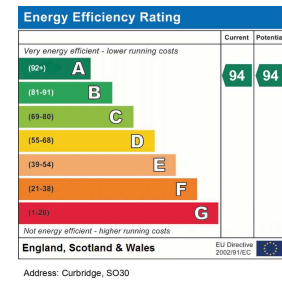 Energy Efficiency Rating
Current Potential
Very energy efficient - lower running costs
(92+) A 94 94
(81-91) B
(69-80) C
(55-68) D
(39-54) E
(21-38) F
(1-20) G
Not energy efficient - higher running costs
England, Scotland & Wales
EU Directive
2002/91/EC
Address: Curbridge, SO30